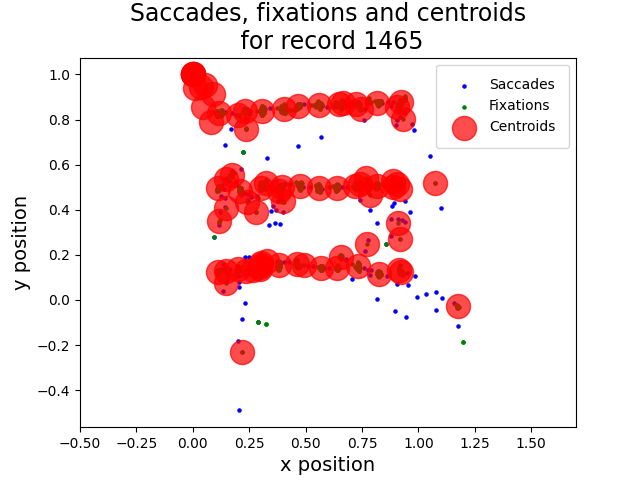 Saccades, fixations and centroids
for record 1465
Saccades
Fixations
Centroids
1.0
0.8
0.6
0.4
0.2
0.0
−0.2
−0.4
y position
−0.50
−0.25
0.00
0.25
0.50
0.75
1.00
1.25
1.50
x position